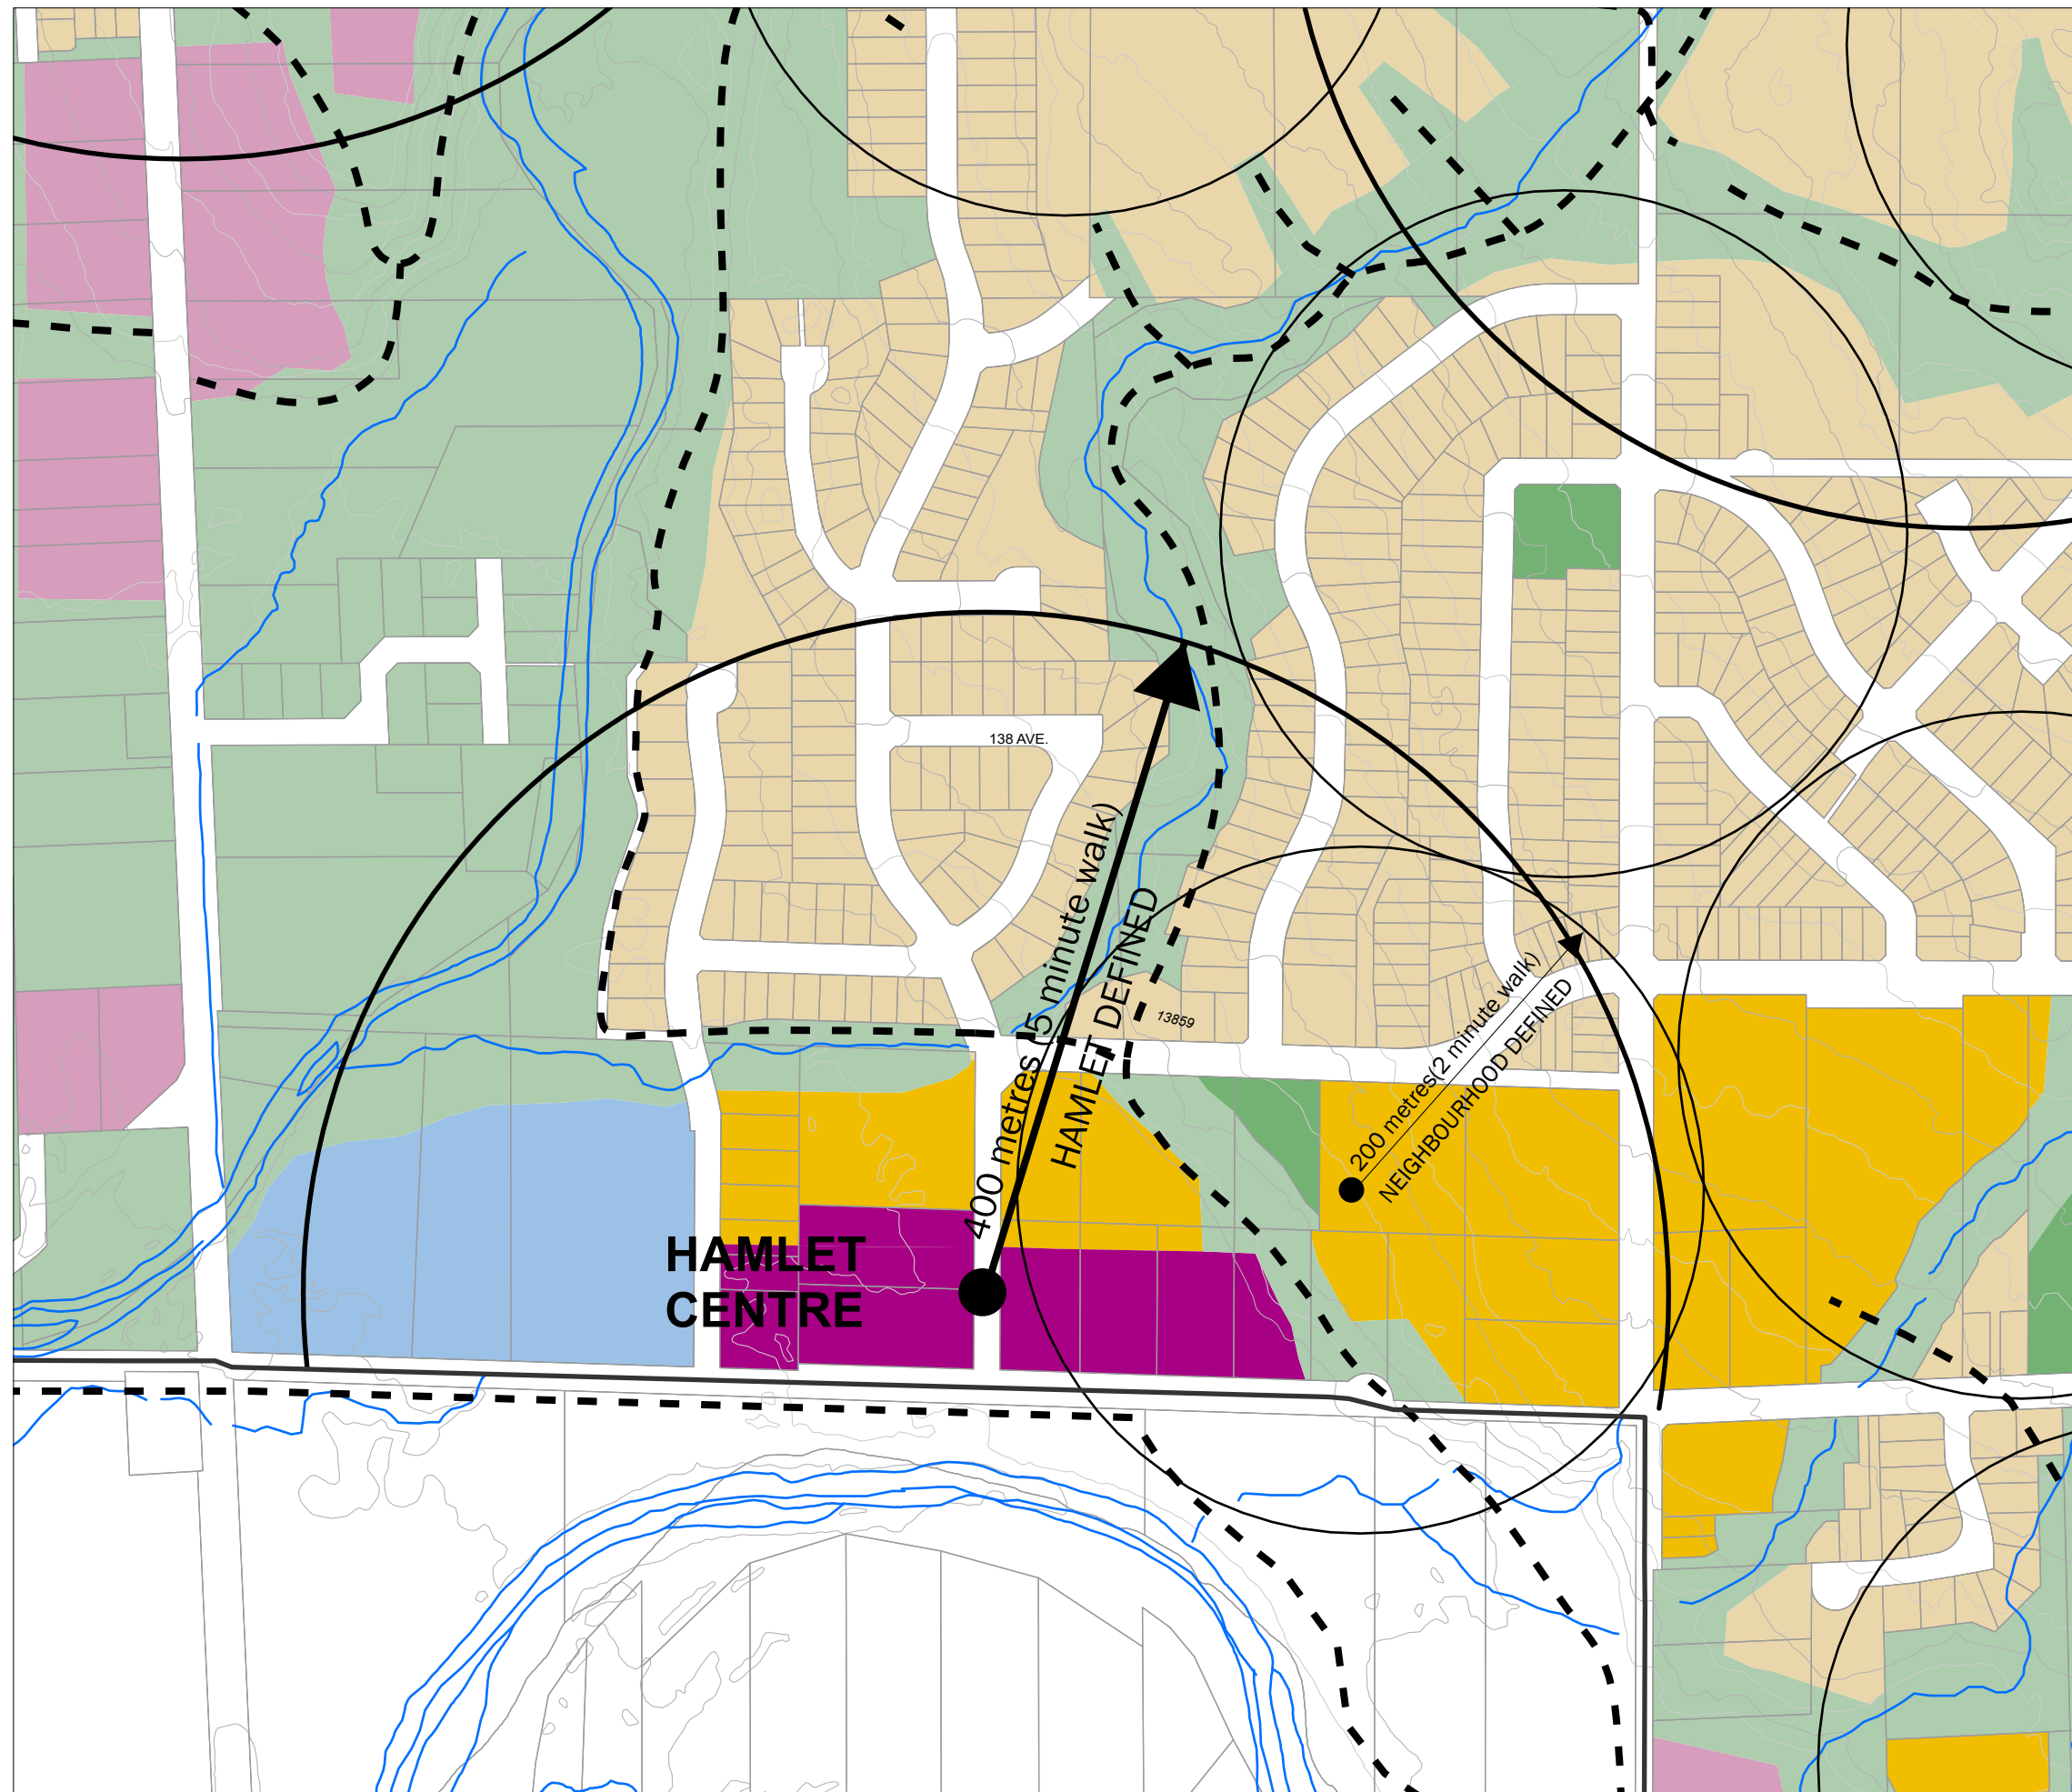 138 AVE.
400 metres (5 minute walk)
HAMLET DEFINED
13859
200 metres(2 minute walk)
NEIGHBOURHOOD DEFINED
HAMLET
CENTRE